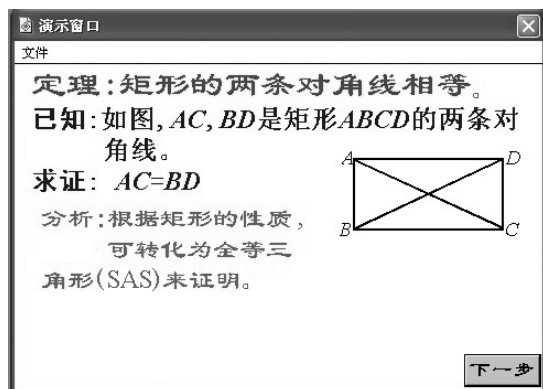 演示窗口
文件
定理:矩形的两条对角线相等。
已知:如图,AC,BD是矩形ABCD的两条对
角线。
求证: AC=BD
A
D
分析:根据矩形的性质,
B
C
可转化为全等三
角形(SAS)来证明。
下一步